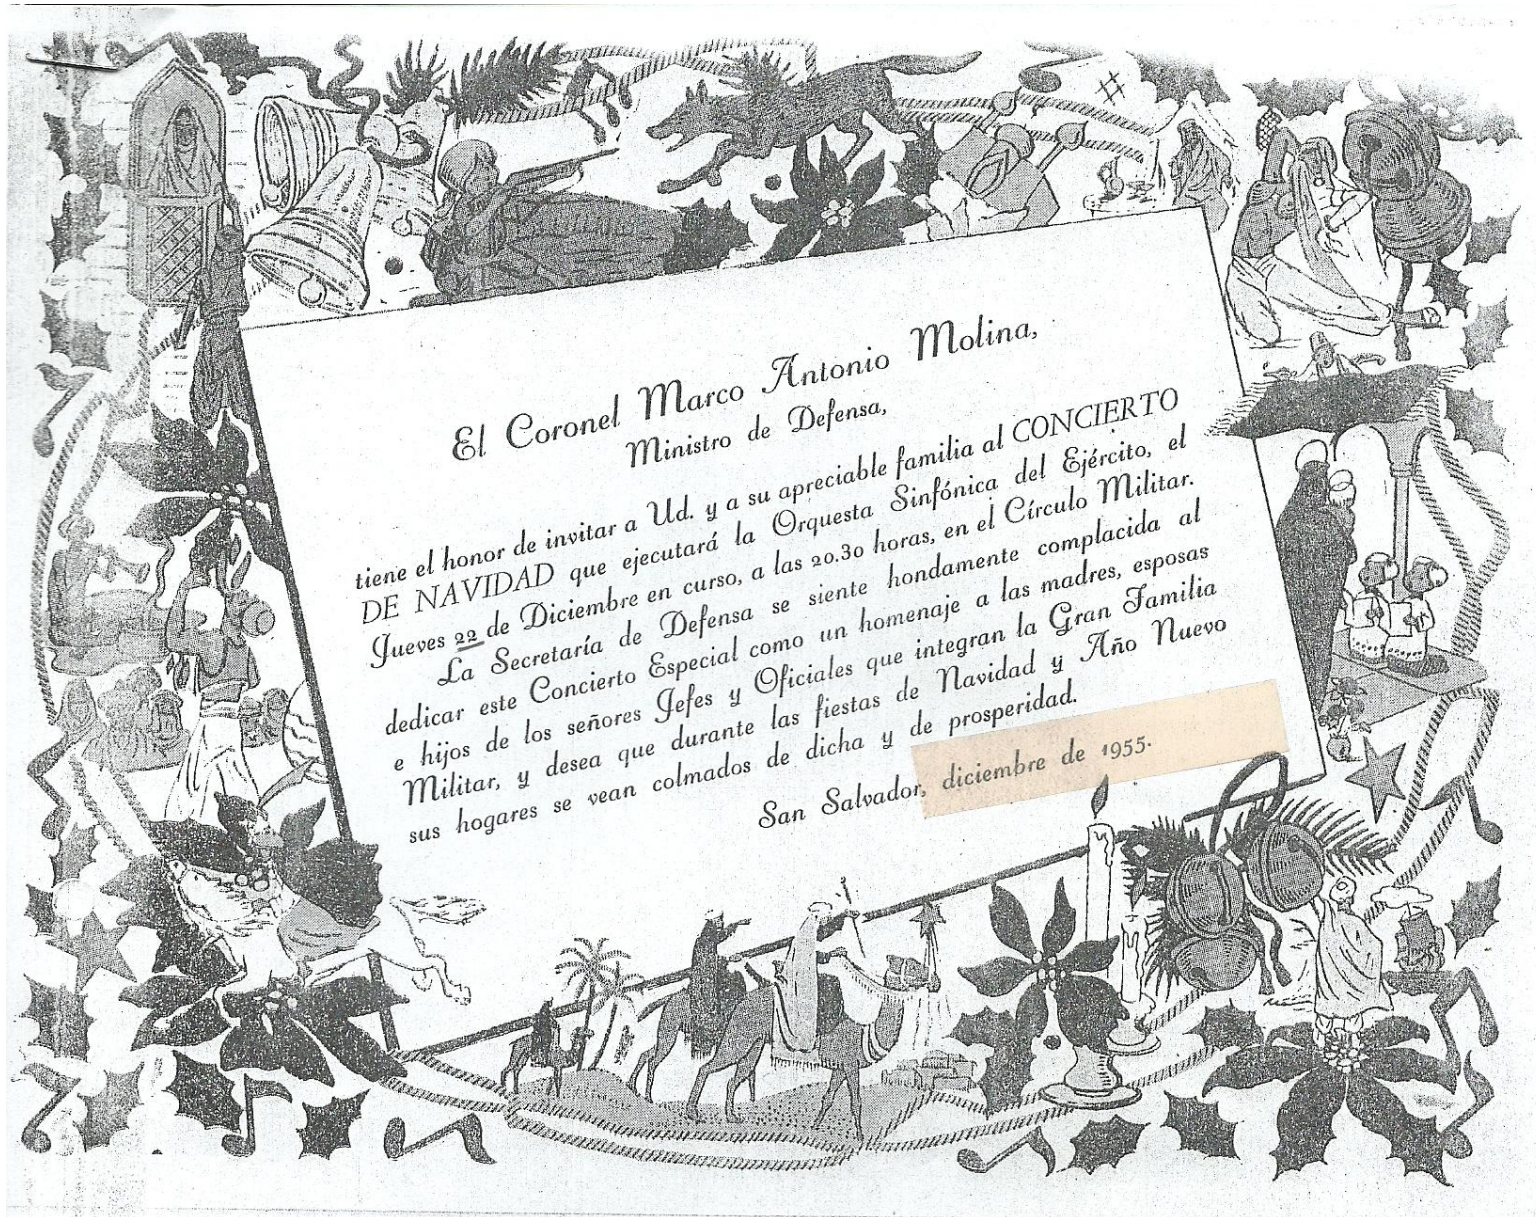 El Coronel Marco Antonio Molina,
Ministro de Defensa,
tiene el honor de invitar a Ud. y a su apreciable familia al CONCIERTO
DE NAVIDAD que ejecutará la Orquesta Sinfónica del Ejército, el
Jueves 22 de Diciembre en curso, a las 20.30 horas, en el Círculo Militar.
La Secretaría de Defensa se siente hondamente complacida al
dedicar este Concierto Especial como un homenaje a las madres, esposas
e hijos de los señores Jefes y Oficiales que integran la Gran Familia
Militar, y desea que durante las fiestas de Navidad y Año Nuevo
sus hogares se vean colmados de dicha y de prosperidad.
San Salvador, diciembre de 1955.